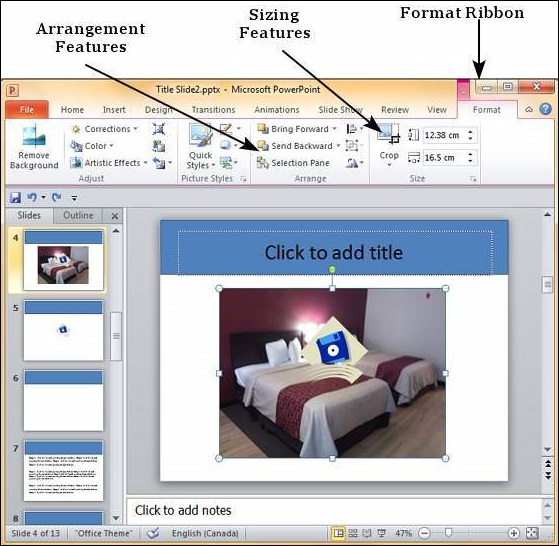 Arrangement
Features
Sizing
Features
Format Ribbon
Title Slide2.pptx - Microsoft PowerPoint
File Home Insert Design Transitions Animations Slide Show Review View Format
Remove
Background
Corrections
Color
Artistic Effects
Adjust
Quick
Styles
Picture Styles
Bring Forward
Send Backward
Selection Pane
Arrange
Crop
12.38 cm
16.5 cm
Size
Slides Outline
4
5
6
7
8
Click to add title
Click to add notes
Slide 4 of 13 "Office Theme" English (Canada) 47%